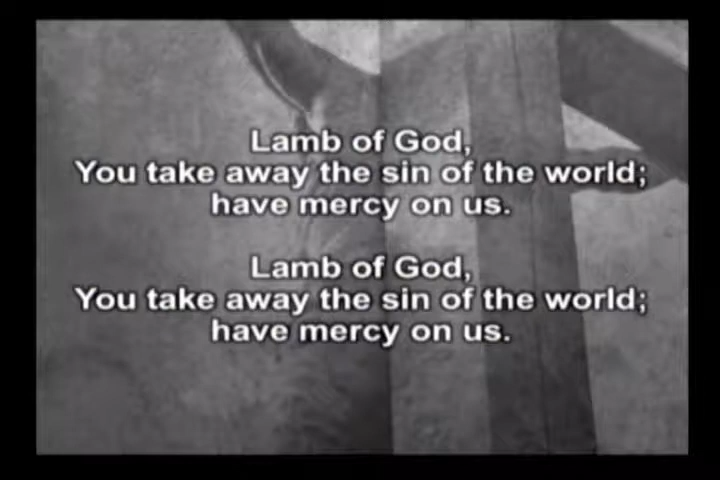 Lamb of God,
You take away the sin of the world;
have mercy on us.
Lamb of God,
You take away the sin of the world;
have mercy on us.